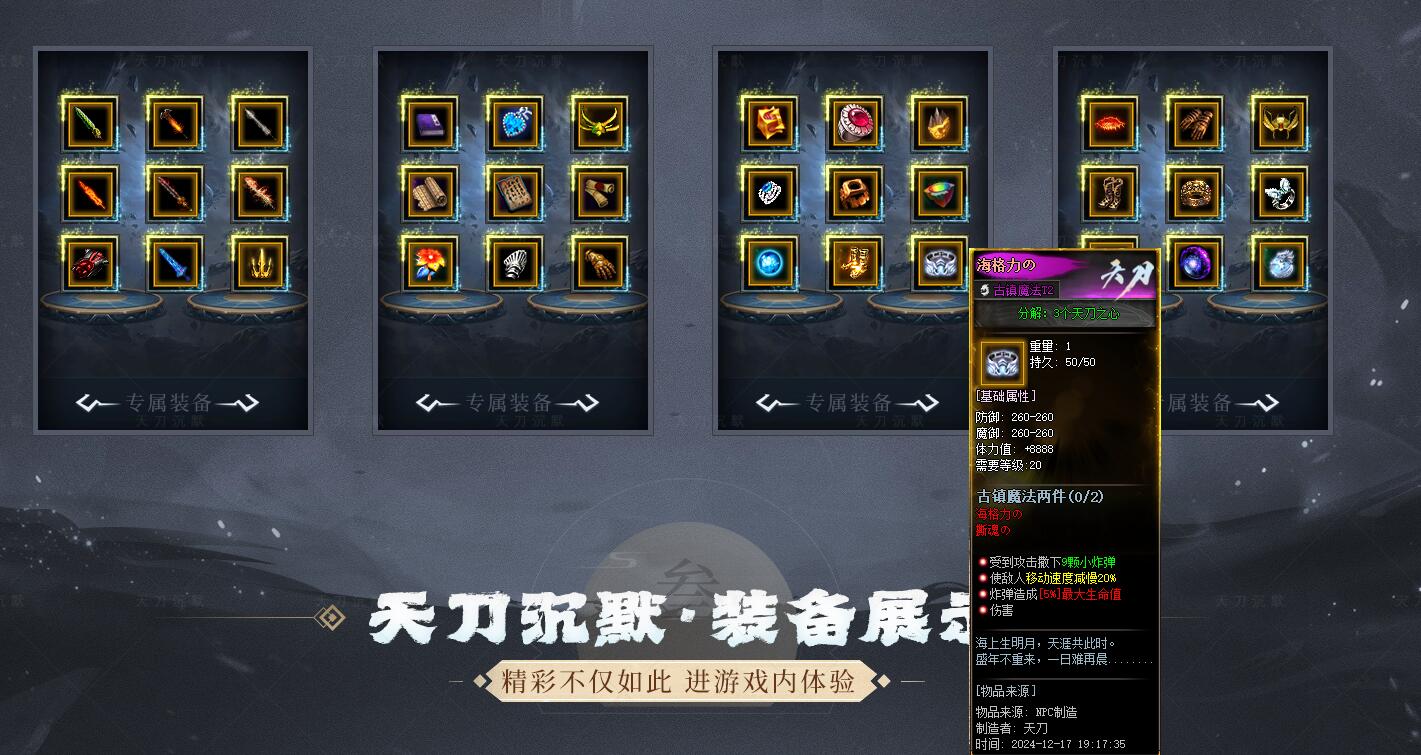 专属装备
专属装备
专属装备
属装备
海格力の
天刀
古镇魔法T2
分解: 3个天刀之心
重量: 1
持久: 50/50
[基础属性]
防御: 260-260
魔御: 260-260
体力值: +8888
需要等级:20
古镇魔法两件(0/2)
海格力の
撕魂の
受到攻击撒下9颗小炸弹
使敌人移动速度减慢20%
炸弹造成[5%]最大生命值
伤害
海上生明月，天涯共此时。
盛年不重来，一日难再晨........
[物品来源]
物品来源: NPC制造
制造者: 天刀
时间: 2024-12-17 19:17:35
叁
天刀沉默·装备展示
精彩不仅如此 进游戏内体验